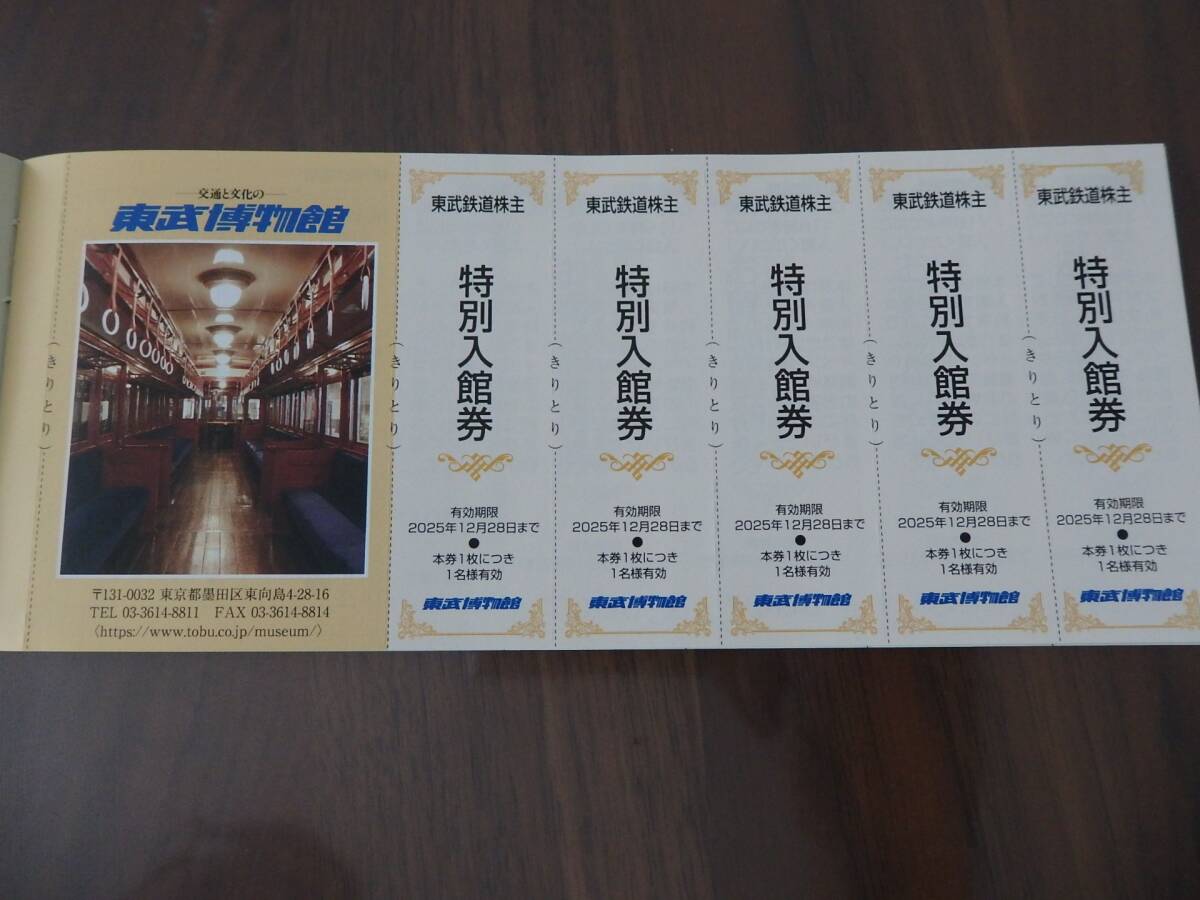 交通と文化の
東武博物館
〒131-0032 東京都墨田区東向島4-28-16
TEL 03-3614-8811 FAX 03-3614-8814
〈https://www.tobu.co.jp/museum/〉
(きりとり)
東武鉄道株主
特別入館券
有効期限
2025年12月28日まで
●
本券1枚につき
1名様有効
東武博物館
(きりとり)
東武鉄道株主
特別入館券
有効期限
2025年12月28日まで
●
本券1枚につき
1名様有効
東武博物館
(きりとり)
東武鉄道株主
特別入館券
有効期限
2025年12月28日まで
●
本券1枚につき
1名様有効
東武博物館
(きりとり)
東武鉄道株主
特別入館券
有効期限
2025年12月28日まで
●
本券1枚につき
1名様有効
東武博物館
(きりとり)
東武鉄道株主
特別入館券
有効期限
2025年12月28日まで
●
本券1枚につき
1名様有効
東武博物館
(きりとり)